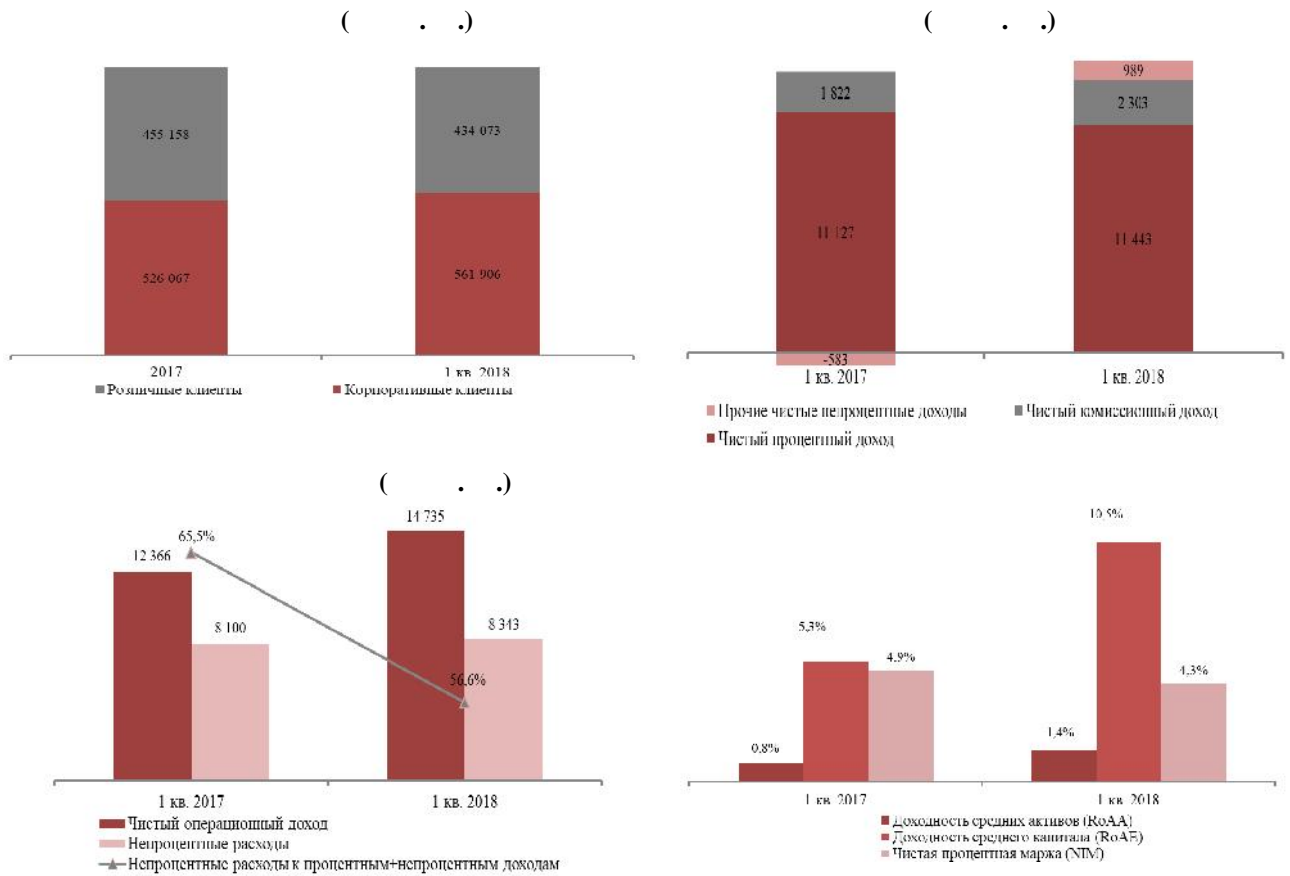 ( . .)
455 158
434 073
526 067
561 906
2017
1 кв. 2018
Розничные клиенты
Корпоративные клиенты
( . .)
989
1 822
2 303
11 127
11 443
-583
1 кв. 2017
1 кв. 2018
Прочие чистые непроцентные доходы
Чистый комиссионный доход
Чистый процентный доход
( . .)
14 735
65,5%
12 366
8 100
8 343
56,6%
1 кв. 2017
1 кв. 2018
Чистый операционный доход
Непроцентные расходы
Непроцентные расходы к процентным+непроцентным доходам
10,5%
5,3%
4,9%
4,3%
1,4%
0,8%
1 кв. 2017
1 кв. 2018
Доходность средних активов (RoAA)
Доходность среднего капитала (RoAE)
Чистая процентная маржа (NIM)